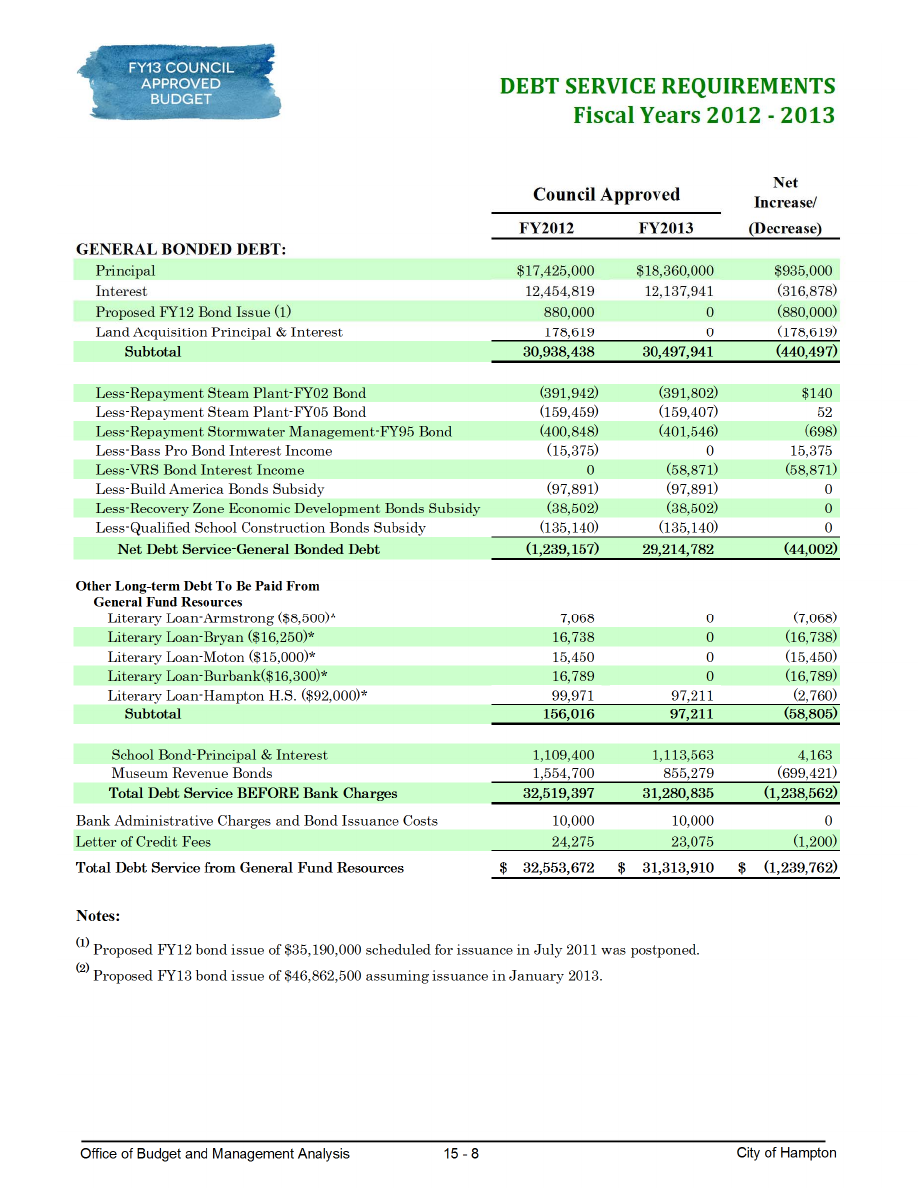 FY13 COUNCIL
APPROVED
BUDGET
DEBT SERVICE REQUIREMENTS
Fiscal Years 2012 - 2013
Council Approved Net Increase/
FY2012 FY2013 (Decrease)
GENERAL BONDED DEBT:
Principal $17,425,000 $18,360,000 $935,000
Interest 12,454,819 12,137,941 (316,878)
Proposed FY12 Bond Issue (1) 880,000 0 (880,000)
Land Acquisition Principal & Interest 178,619 0 (178,619)
Subtotal 30,938,438 30,497,941 (440,497)
Less-Repayment Steam Plant-FY02 Bond (391,942) (391,802) $140
Less-Repayment Steam Plant-FY05 Bond (159,459) (159,407) 52
Less-Repayment Stormwater Management-FY95 Bond (400,848) (401,546) (698)
Less-Bass Pro Bond Interest Income (15,375) 0 15,375
Less-VRS Bond Interest Income 0 (58,871) (58,871)
Less-Build America Bonds Subsidy (97,891) (97,891) 0
Less-Recovery Zone Economic Development Bonds Subsidy (38,502) (38,502) 0
Less-Qualified School Construction Bonds Subsidy (135,140) (135,140) 0
Net Debt Service-General Bonded Debt (1,239,157) 29,214,782 (44,002)
Other Long-term Debt To Be Paid From
General Fund Resources
Literary Loan-Armstrong ($8,500)* 7,068 0 (7,068)
Literary Loan-Bryan ($16,250)* 16,738 0 (16,738)
Literary Loan-Moton ($15,000)* 15,450 0 (15,450)
Literary Loan-Burbank($16,300)* 16,789 0 (16,789)
Literary Loan-Hampton H.S. ($92,000)* 99,971 97,211 (2,760)
Subtotal 156,016 97,211 (58,805)
School Bond-Principal & Interest 1,109,400 1,113,563 4,163
Museum Revenue Bonds 1,554,700 855,279 (699,421)
Total Debt Service BEFORE Bank Charges 32,519,397 31,280,835 (1,238,562)
Bank Administrative Charges and Bond Issuance Costs 10,000 10,000 0
Letter of Credit Fees 24,275 23,075 (1,200)
Total Debt Service from General Fund Resources $ 32,553,672 $ 31,313,910 $ (1,239,762)
Notes:
(1) Proposed FY12 bond issue of $35,190,000 scheduled for issuance in July 2011 was postponed.
(2) Proposed FY13 bond issue of $46,862,500 assuming issuance in January 2013.
Office of Budget and Management Analysis 15 - 8 City of Hampton